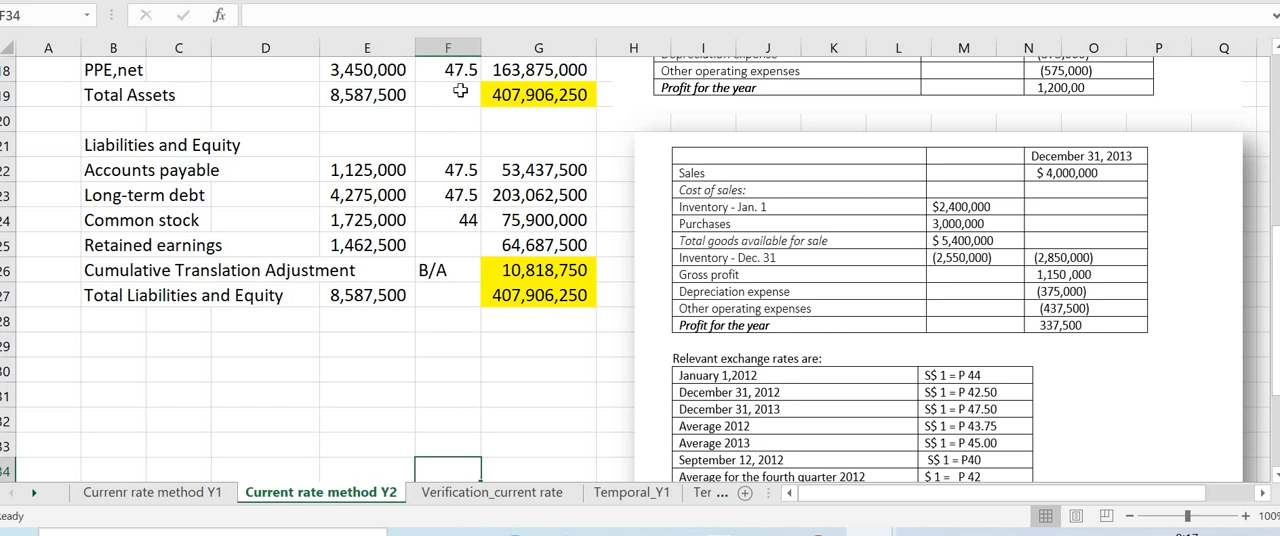 F34
fx
A B C D E F G H I J K L M N O P Q
18 PPE,net 3,450,000 47.5 163,875,000
19 Total Assets 8,587,500 407,906,250
20
21 Liabilities and Equity
22 Accounts payable 1,125,000 47.5 53,437,500
23 Long-term debt 4,275,000 47.5 203,062,500
24 Common stock 1,725,000 44 75,900,000
25 Retained earnings 1,462,500 64,687,500
26 Cumulative Translation Adjustment B/A 10,818,750
27 Total Liabilities and Equity 8,587,500 407,906,250
28
29
30
31
32
33
34
Other operating expenses (575,000)
Profit for the year 1,200,00
December 31, 2013
Sales $ 4,000,000
Cost of sales:
Inventory - Jan. 1 $2,400,000
Purchases 3,000,000
Total goods available for sale $ 5,400,000
Inventory - Dec. 31 (2,550,000) (2,850,000)
Gross profit 1,150 ,000
Depreciation expense (375,000)
Other operating expenses (437,500)
Profit for the year 337,500
Relevant exchange rates are:
January 1,2012 S$ 1 = P 44
December 31, 2012 S$ 1 = P 42.50
December 31, 2013 S$ 1 = P 47.50
Average 2012 S$ 1 = P 43.75
Average 2013 S$ 1 = P 45.00
September 12, 2012 S$ 1 = P40
Average for the fourth quarter 2012 $ 1 = P 42
Currenr rate method Y1 Current rate method Y2 Verification_current rate Temporal_Y1 Ter ...
Ready 100%